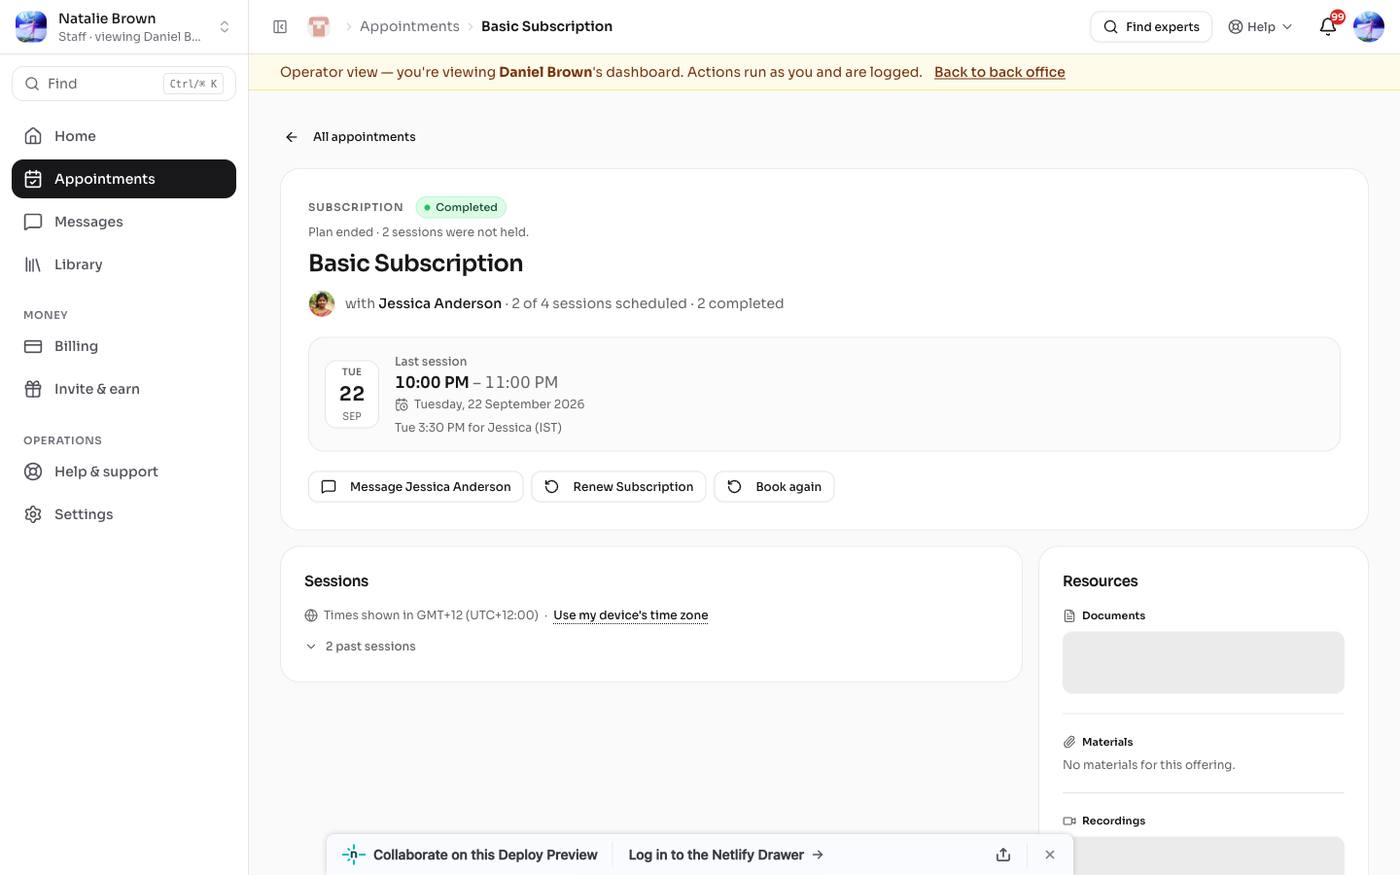 Natalie Brown
Staff · viewing Daniel B...
Find
Ctrl/⌘ K
Home
Appointments
Messages
Library
MONEY
Billing
Invite & earn
OPERATIONS
Help & support
Settings
Appointments
Basic Subscription
Find experts
Help
99
Operator view — you're viewing Daniel Brown's dashboard. Actions run as you and are logged. Back to back office
All appointments
SUBSCRIPTION
Completed
Plan ended · 2 sessions were not held.
Basic Subscription
with Jessica Anderson · 2 of 4 sessions scheduled · 2 completed
TUE
22
SEP
Last session
10:00 PM – 11:00 PM
Tuesday, 22 September 2026
Tue 3:30 PM for Jessica (IST)
Message Jessica Anderson
Renew Subscription
Book again
Sessions
Times shown in GMT+12 (UTC+12:00) · Use my device's time zone
2 past sessions
Resources
Documents
Materials
No materials for this offering.
Recordings
Collaborate on this Deploy Preview
Log in to the Netlify Drawer →